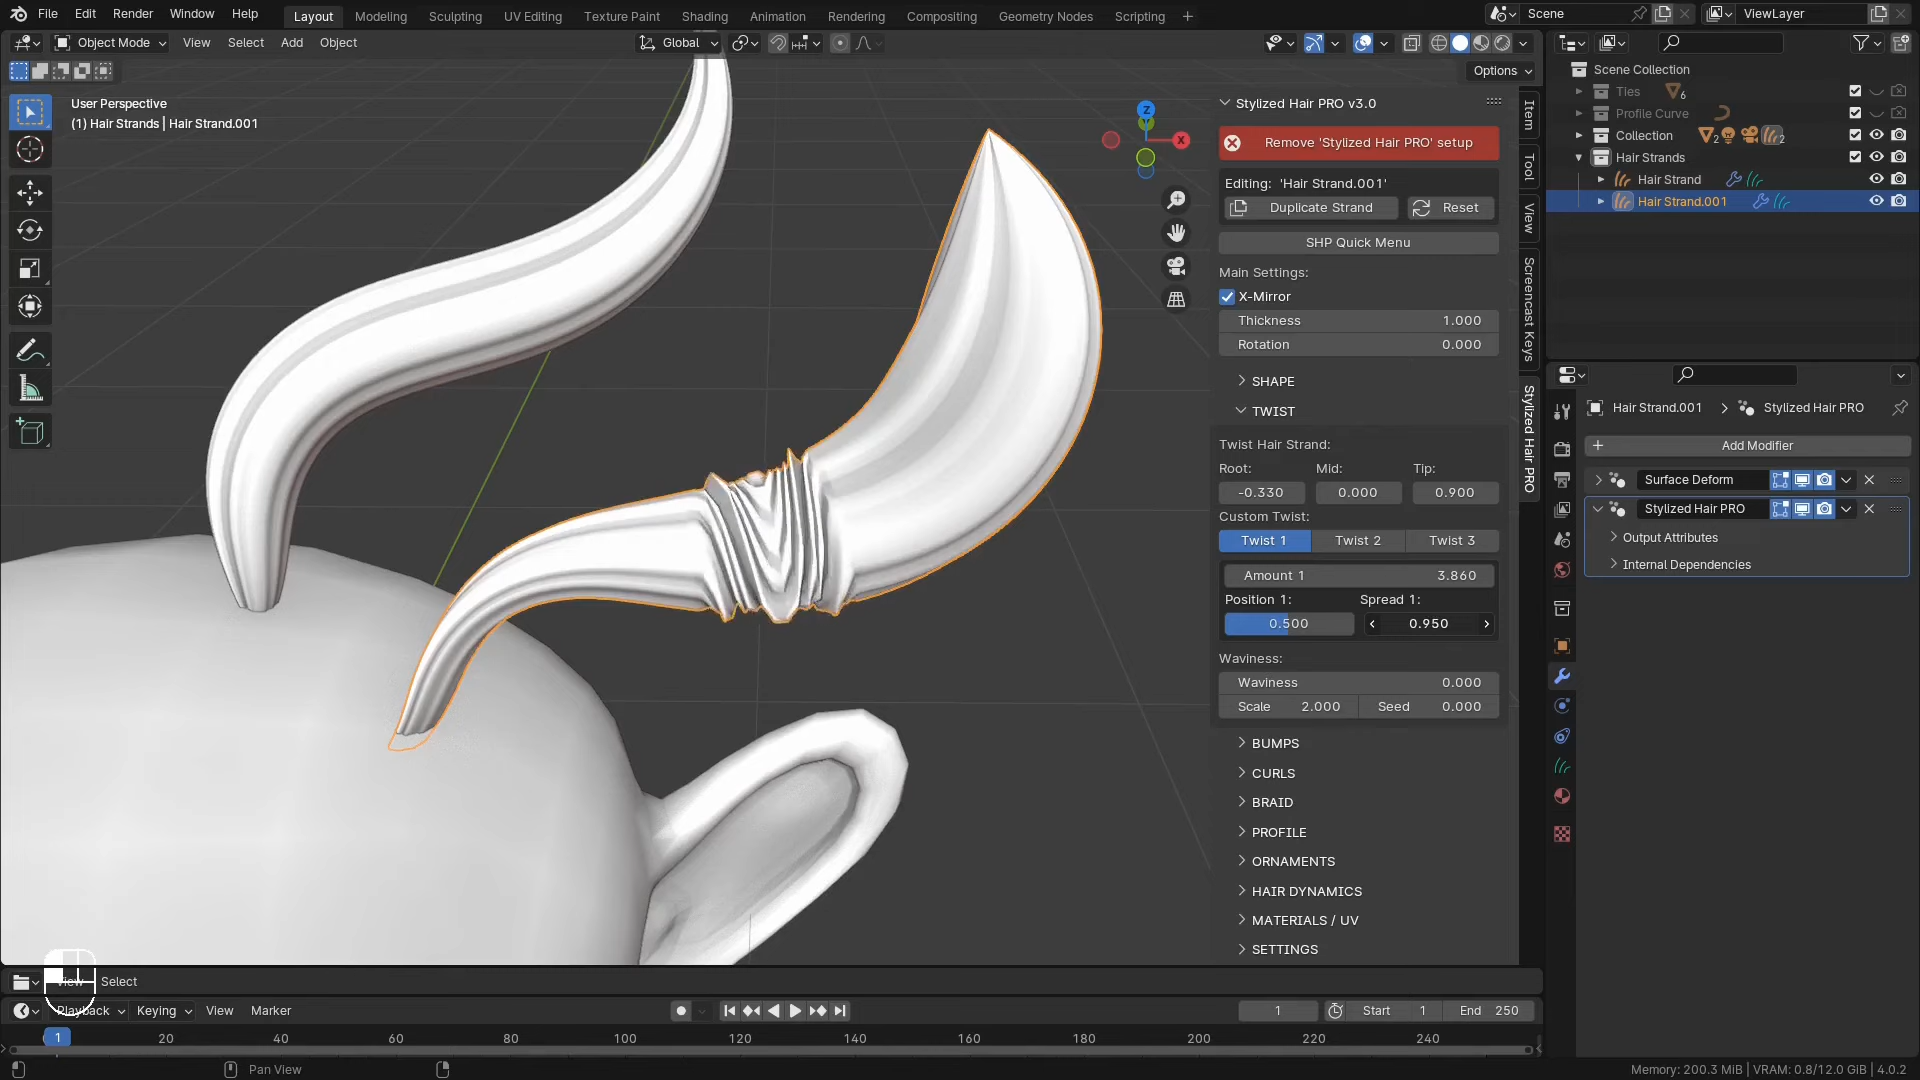 File Edit Render Window Help Layout Modeling Sculpting UV Editing Texture Paint Shading Animation Rendering Compositing Geometry Nodes Scripting + Scene ViewLayer
Object Mode View Select Add Object Global
Options
User Perspective
(1) Hair Strands | Hair Strand.001
Z
X
Stylized Hair PRO v3.0
Remove 'Stylized Hair PRO' setup
Editing: 'Hair Strand.001'
Duplicate Strand Reset
SHP Quick Menu
Main Settings:
X-Mirror
Thickness 1.000
Rotation 0.000
SHAPE
TWIST
Twist Hair Strand:
Root: Mid: Tip:
-0.330 0.000 0.900
Custom Twist:
Twist 1 Twist 2 Twist 3
Amount 1 3.860
Position 1: Spread 1:
0.500 0.950
Waviness:
Waviness 0.000
Scale 2.000 Seed 0.000
BUMPS
CURLS
BRAID
PROFILE
ORNAMENTS
HAIR DYNAMICS
MATERIALS / UV
SETTINGS
Item
Tool
View
Screencast Keys
Stylized Hair PRO
Scene Collection
Ties 6
Profile Curve
Collection 2 2
Hair Strands
Hair Strand
Hair Strand.001
Hair Strand.001 > Stylized Hair PRO
+ Add Modifier
Surface Deform
Stylized Hair PRO
Output Attributes
Internal Dependencies
View Select
Playback Keying View Marker 1 Start 1 End 250
1 20 40 60 80 100 120 140 160 180 200 220 240
Pan View Memory: 200.3 MiB | VRAM: 0.8/12.0 GiB | 4.0.2